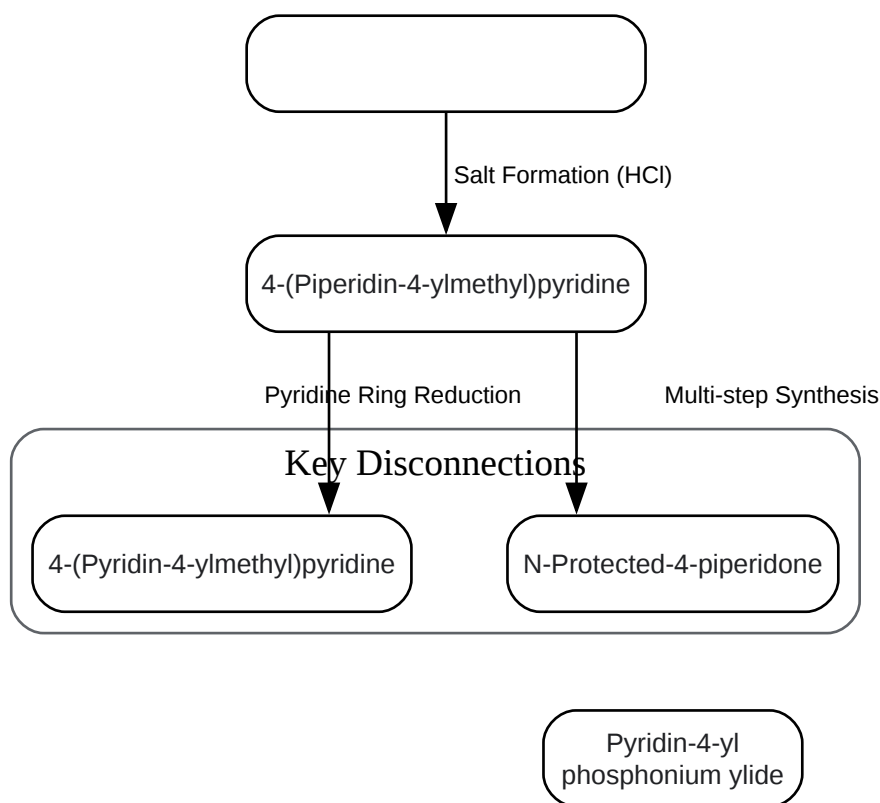 Salt Formation (HCl)
4-(Piperidin-4-ylmethyl)pyridine
Pyridine Ring Reduction
Multi-step Synthesis
Key Disconnections
4-(Pyridin-4-ylmethyl)pyridine
N-Protected-4-piperidone
Pyridin-4-yl
phosphonium ylide